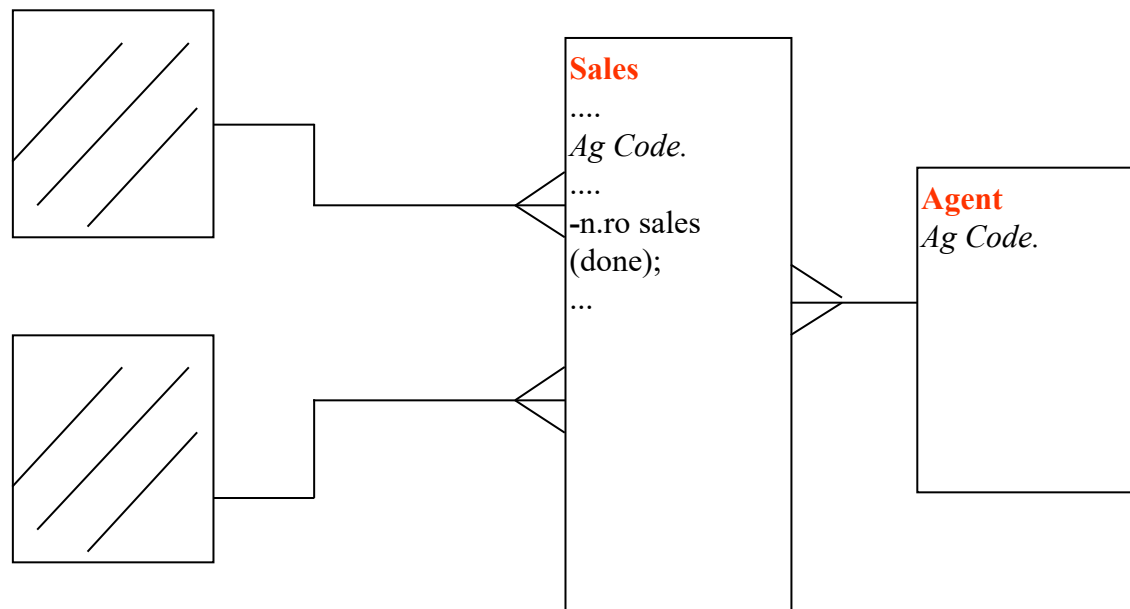 Sales
....
Ag Code.
....
-n.ro sales
(done);
...
Agent
Ag Code.